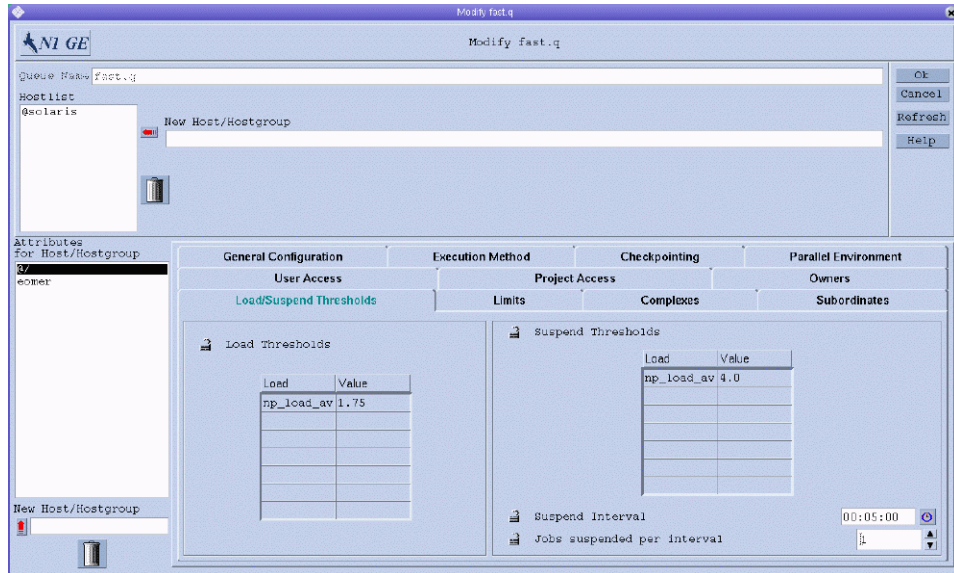 Modify fast.q
N1 GE
Modify fast.q
Queue Name fast.q
Ok
Hostlist
Cancel
@solaris
Refresh
New Host/Hostgroup
Help
Attributes
for Host/Hostgroup
@/
eomer
General Configuration
Execution Method
Checkpointing
Parallel Environment
User Access
Project Access
Owners
Load/Suspend Thresholds
Limits
Complexes
Subordinates
Load Thresholds
Load Value
np_load_av 1.75
Suspend Thresholds
Load Value
np_load_av 4.0
New Host/Hostgroup
Suspend Interval 00:05:00
Jobs suspended per interval 1